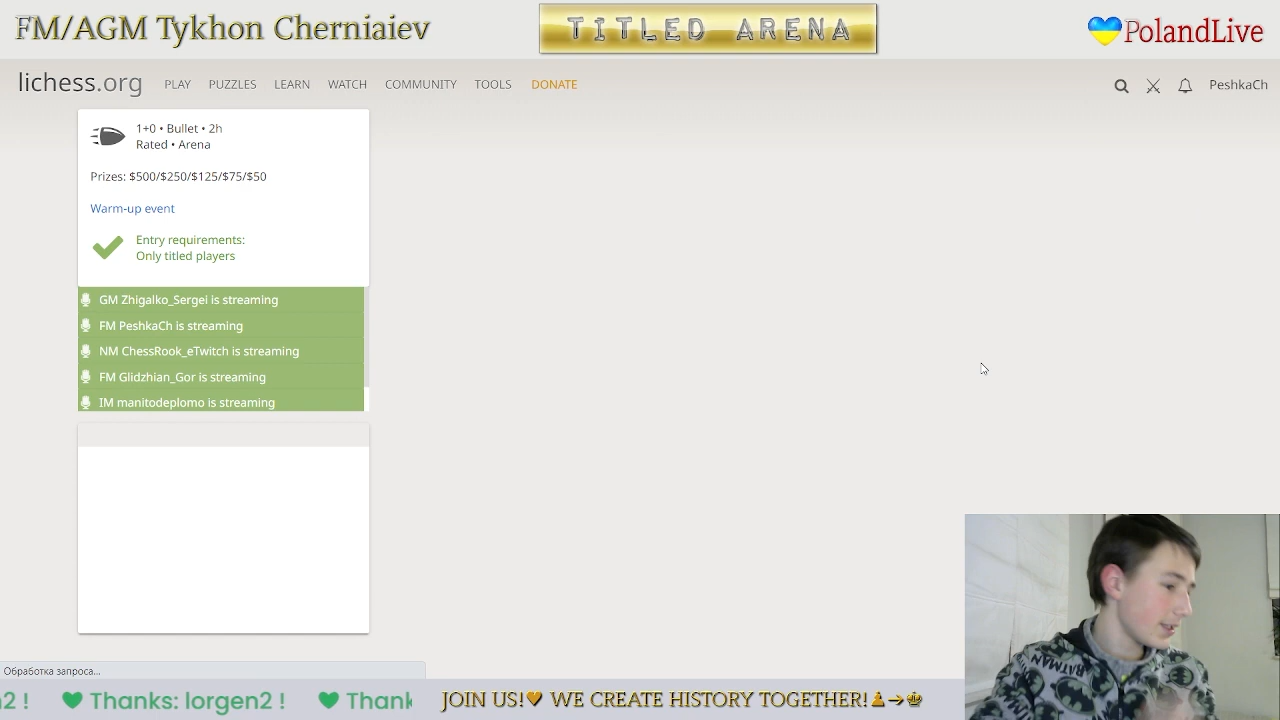 FM/AGM Tykhon Cherniaiev
TITLED ARENA
PolandLive
lichess.org PLAY PUZZLES LEARN WATCH COMMUNITY TOOLS DONATE PeshkaCh
1+0 • Bullet • 2h
Rated • Arena
Prizes: $500/$250/$125/$75/$50
Warm-up event
Entry requirements:
Only titled players
GM Zhigalko_Sergei is streaming
FM PeshkaCh is streaming
NM ChessRook_eTwitch is streaming
FM Glidzhian_Gor is streaming
IM manitodeplomo is streaming
BATMAN
Обработка запроса...
n2 ! Thanks: lorgen2 ! Thank
JOIN US! WE CREATE HISTORY TOGETHER!